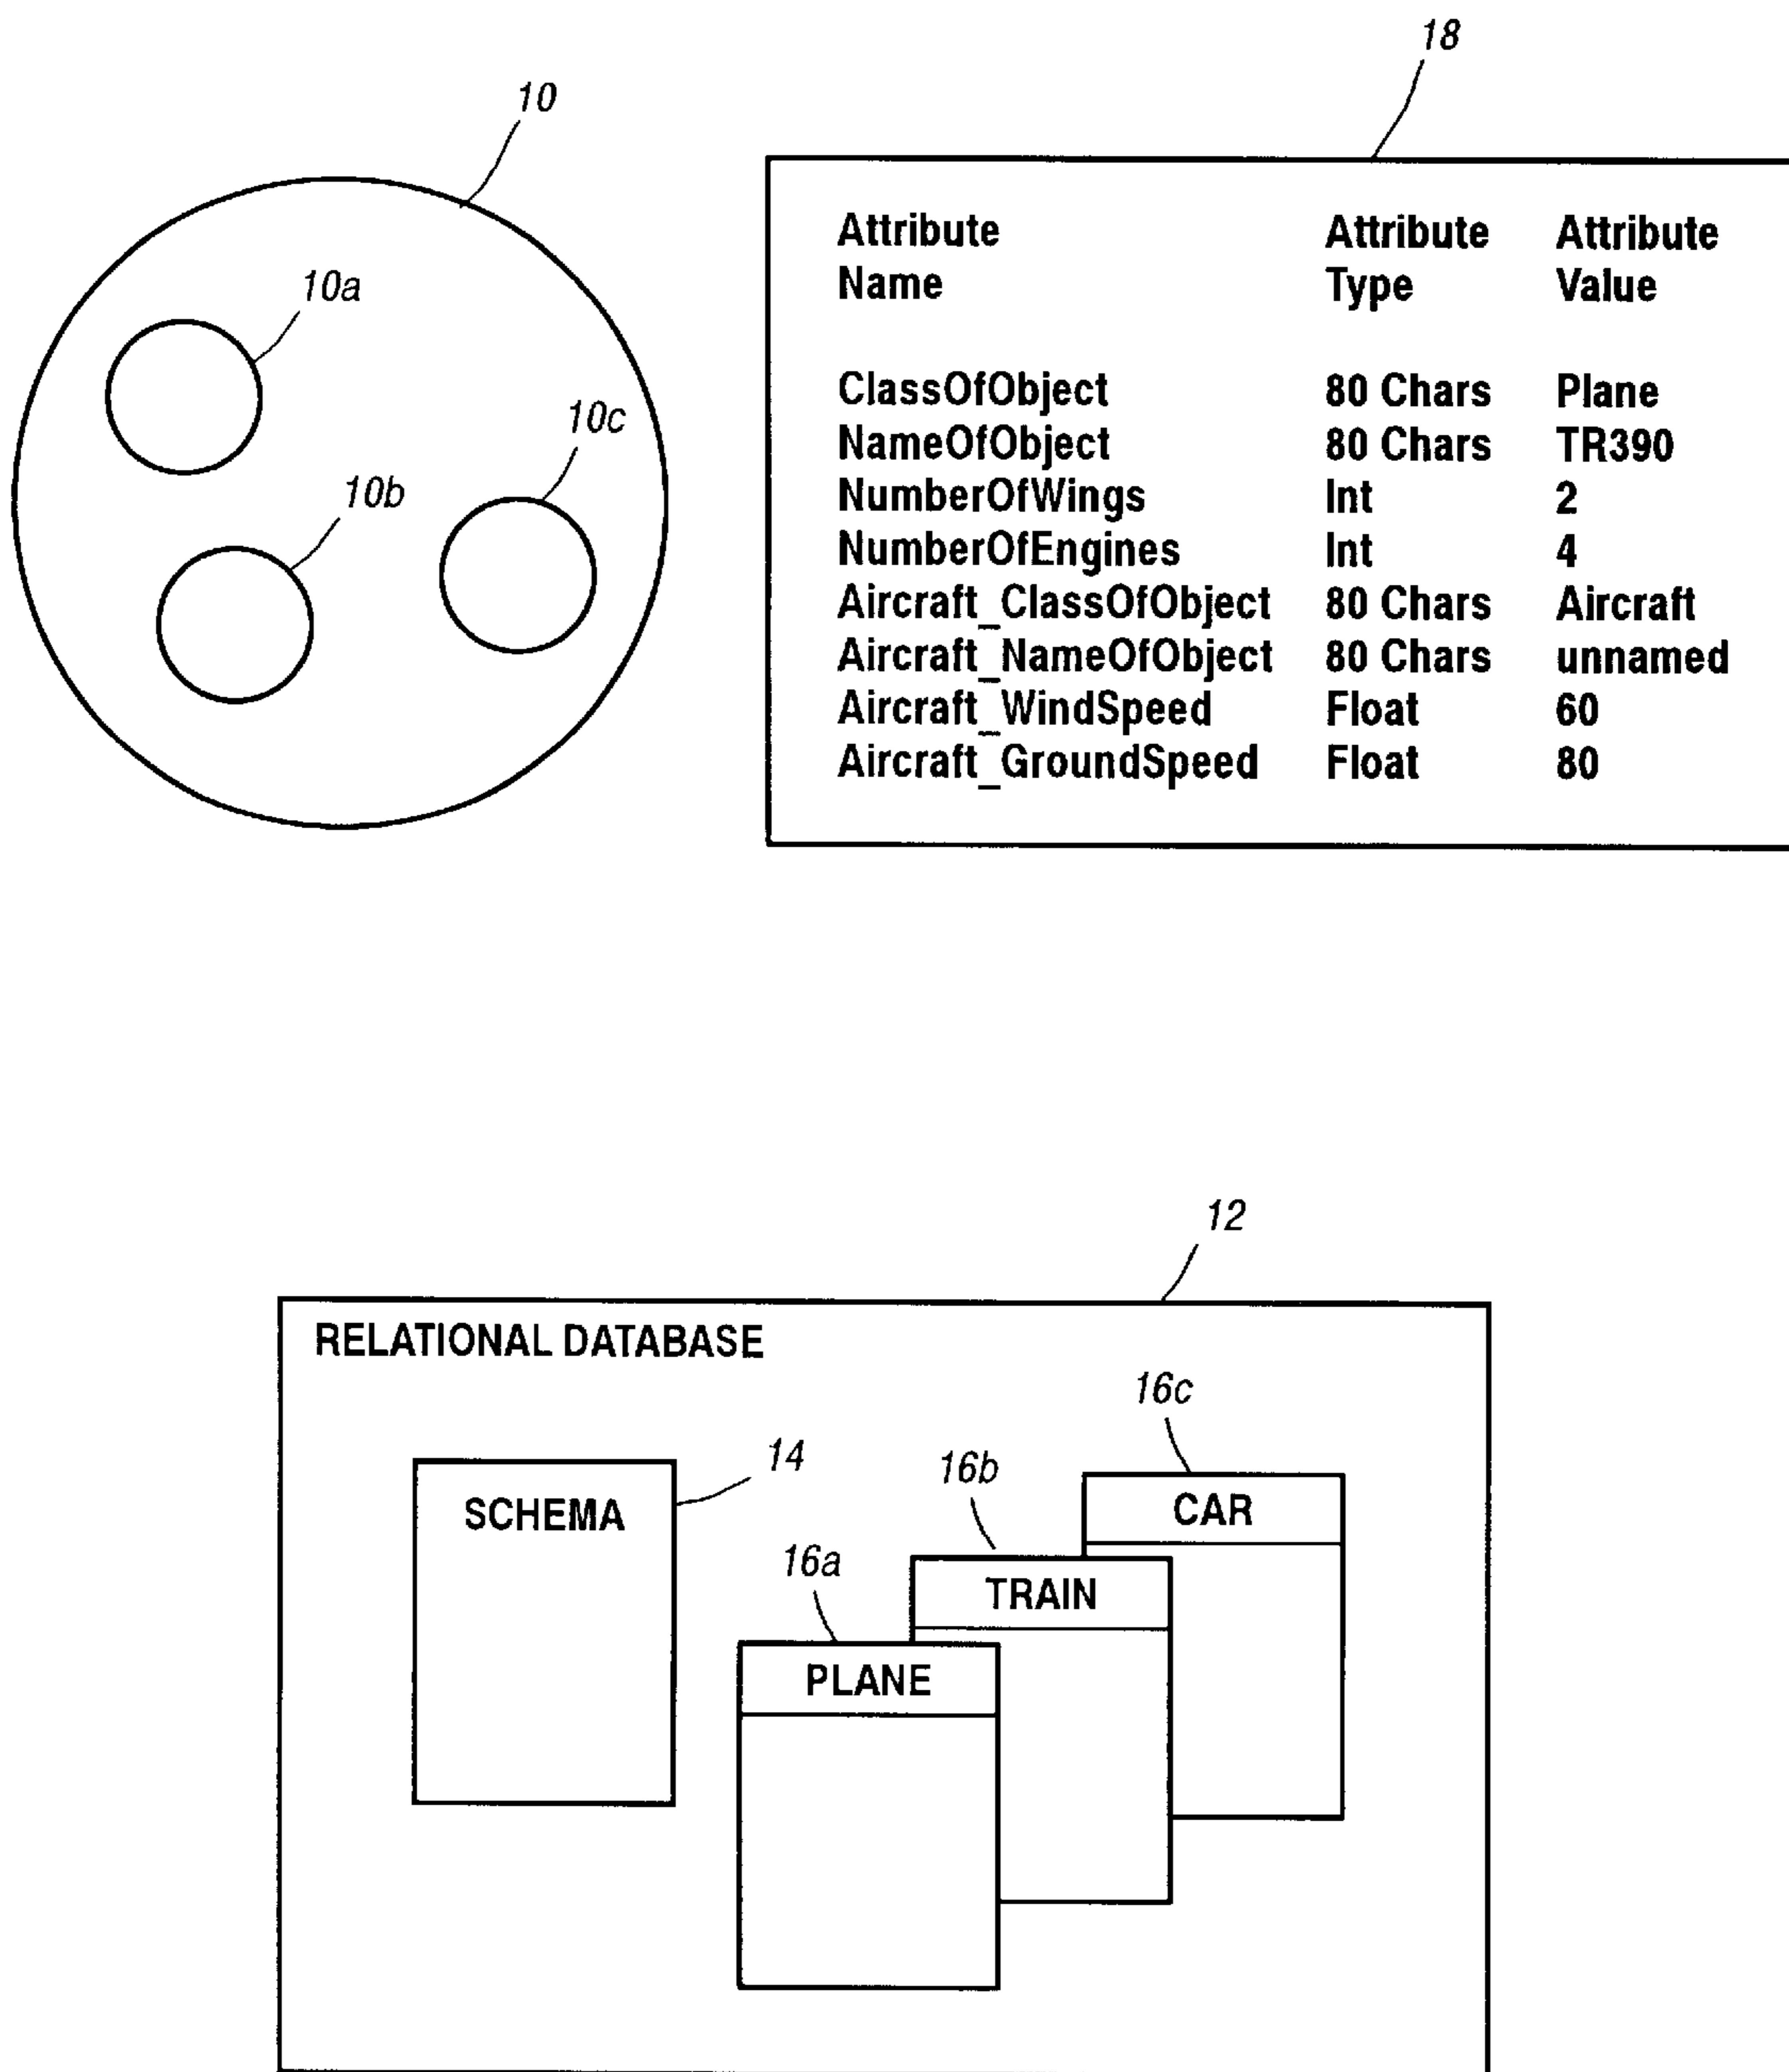 18
10
10a
10c
10b
Attribute Attribute Attribute
Name Type Value
ClassOfObject 80 Chars Plane
NameOfObject 80 Chars TR390
NumberOfWings Int 2
NumberOfEngines Int 4
Aircraft_ClassOfObject 80 Chars Aircraft
Aircraft_NameOfObject 80 Chars unnamed
Aircraft_WindSpeed Float 60
Aircraft_GroundSpeed Float 80
12
RELATIONAL DATABASE
16c
14
16b
CAR
SCHEMA
16a
TRAIN
PLANE